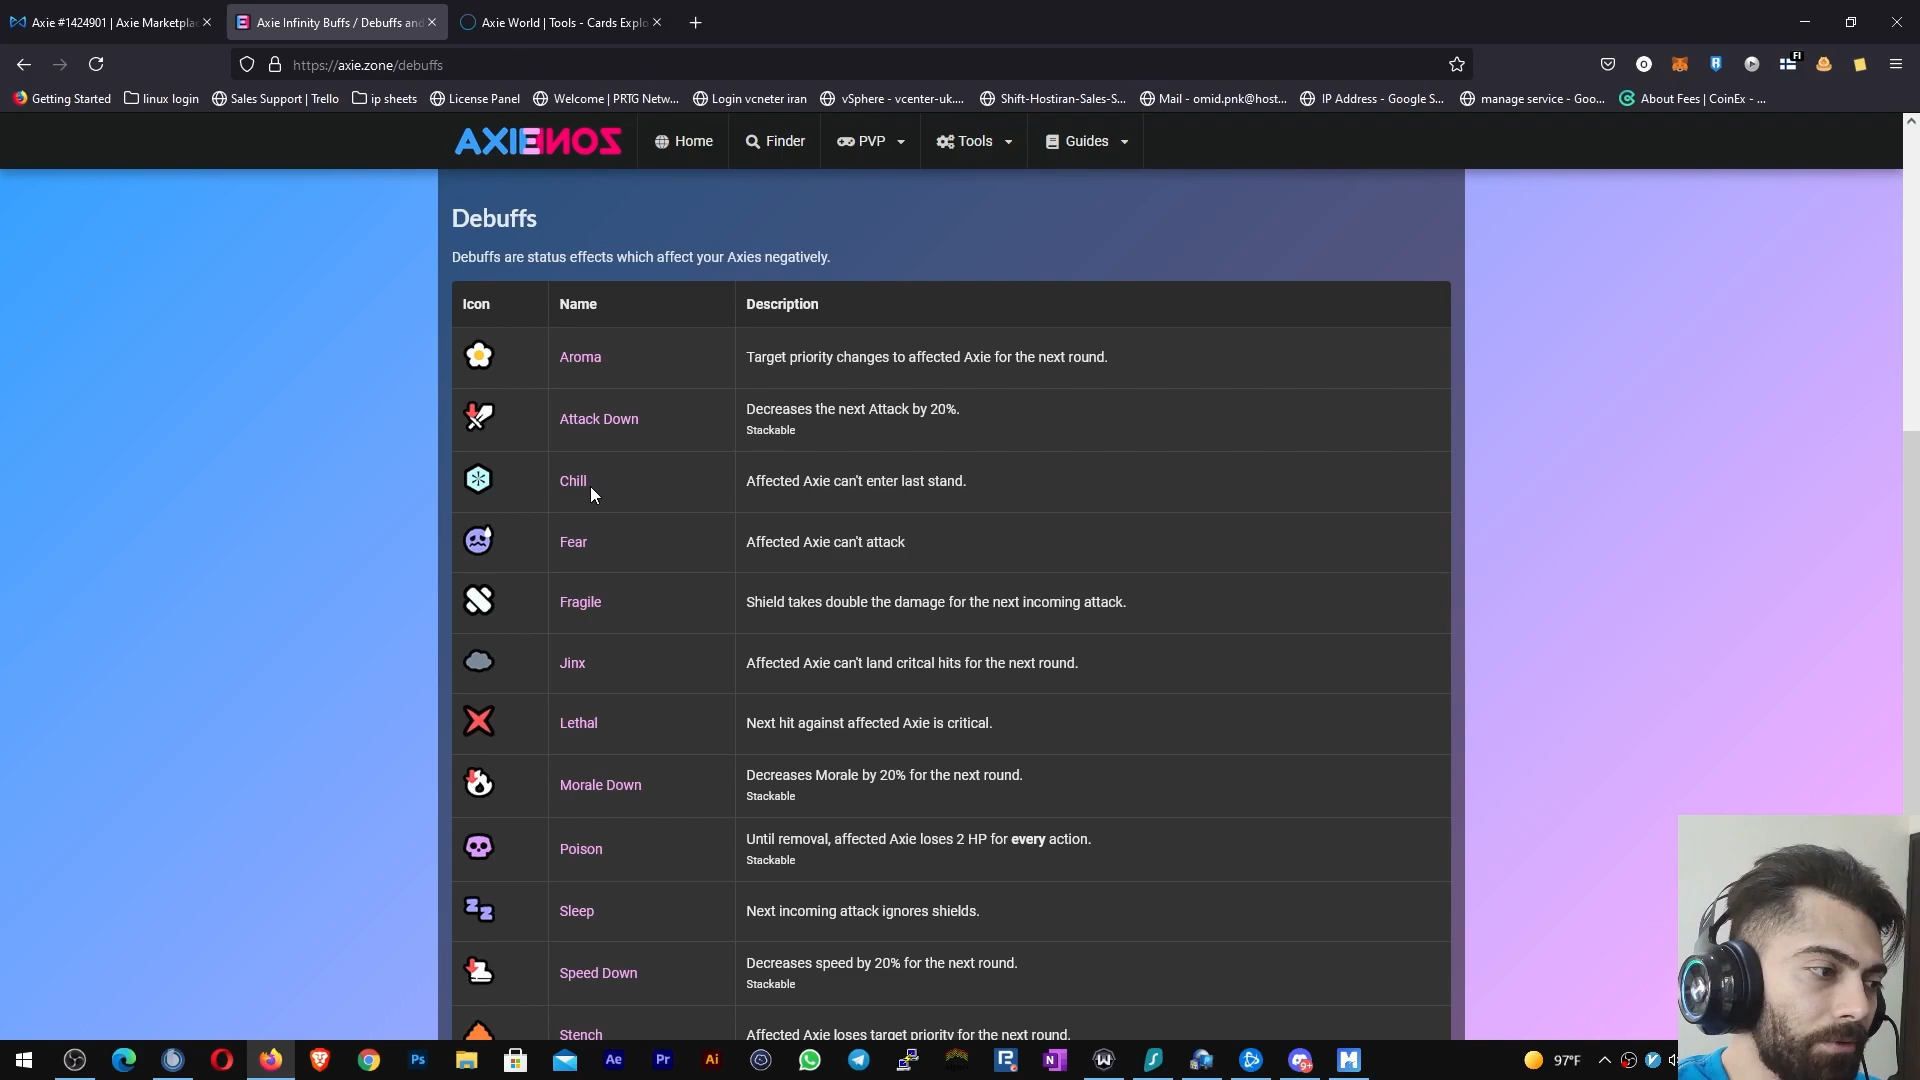 Axie #1424901 | Axie Marketplac
Axie Infinity Buffs / Debuffs and
Axie World | Tools - Cards Explo
https://axie.zone/debuffs
FI
Getting Started
linux login
Sales Support | Trello
ip sheets
License Panel
Welcome | PRTG Netw...
Login vcneter iran
vSphere - vcenter-uk....
Shift-Hostiran-Sales-S...
Mail - omid.pnk@host...
IP Address - Google S...
manage service - Goo...
About Fees | CoinEx - ...
AXIE ZONE
Home
Finder
PVP
Tools
Guides
Debuffs
Debuffs are status effects which affect your Axies negatively.
Icon
Name
Description
Aroma
Target priority changes to affected Axie for the next round.
Attack Down
Decreases the next Attack by 20%.
Stackable
Chill
Affected Axie can't enter last stand.
Fear
Affected Axie can't attack
Fragile
Shield takes double the damage for the next incoming attack.
Jinx
Affected Axie can't land critcal hits for the next round.
Lethal
Next hit against affected Axie is critical.
Morale Down
Decreases Morale by 20% for the next round.
Stackable
Poison
Until removal, affected Axie loses 2 HP for every action.
Stackable
Sleep
Next incoming attack ignores shields.
Speed Down
Decreases speed by 20% for the next round.
Stackable
Stench
Affected Axie loses target priority for the next round.
Ps
Ae
Pr
Ai
N
9+
97°F